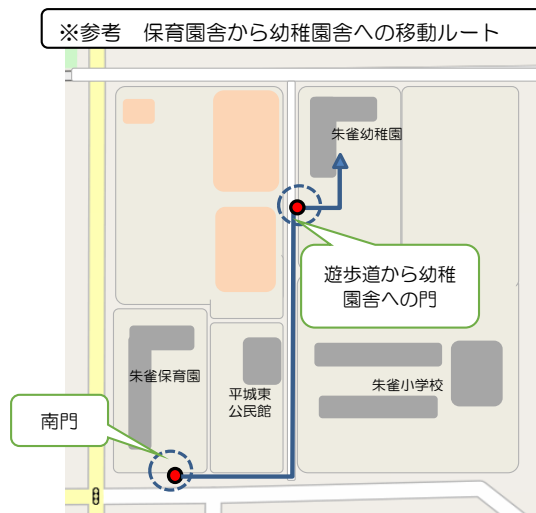 ※参考　保育園舎から幼稚園舎への移動ルート
朱雀幼稚園
遊歩道から幼稚
園舎への門
朱雀保育園
平城東
公民館
朱雀小学校
南門